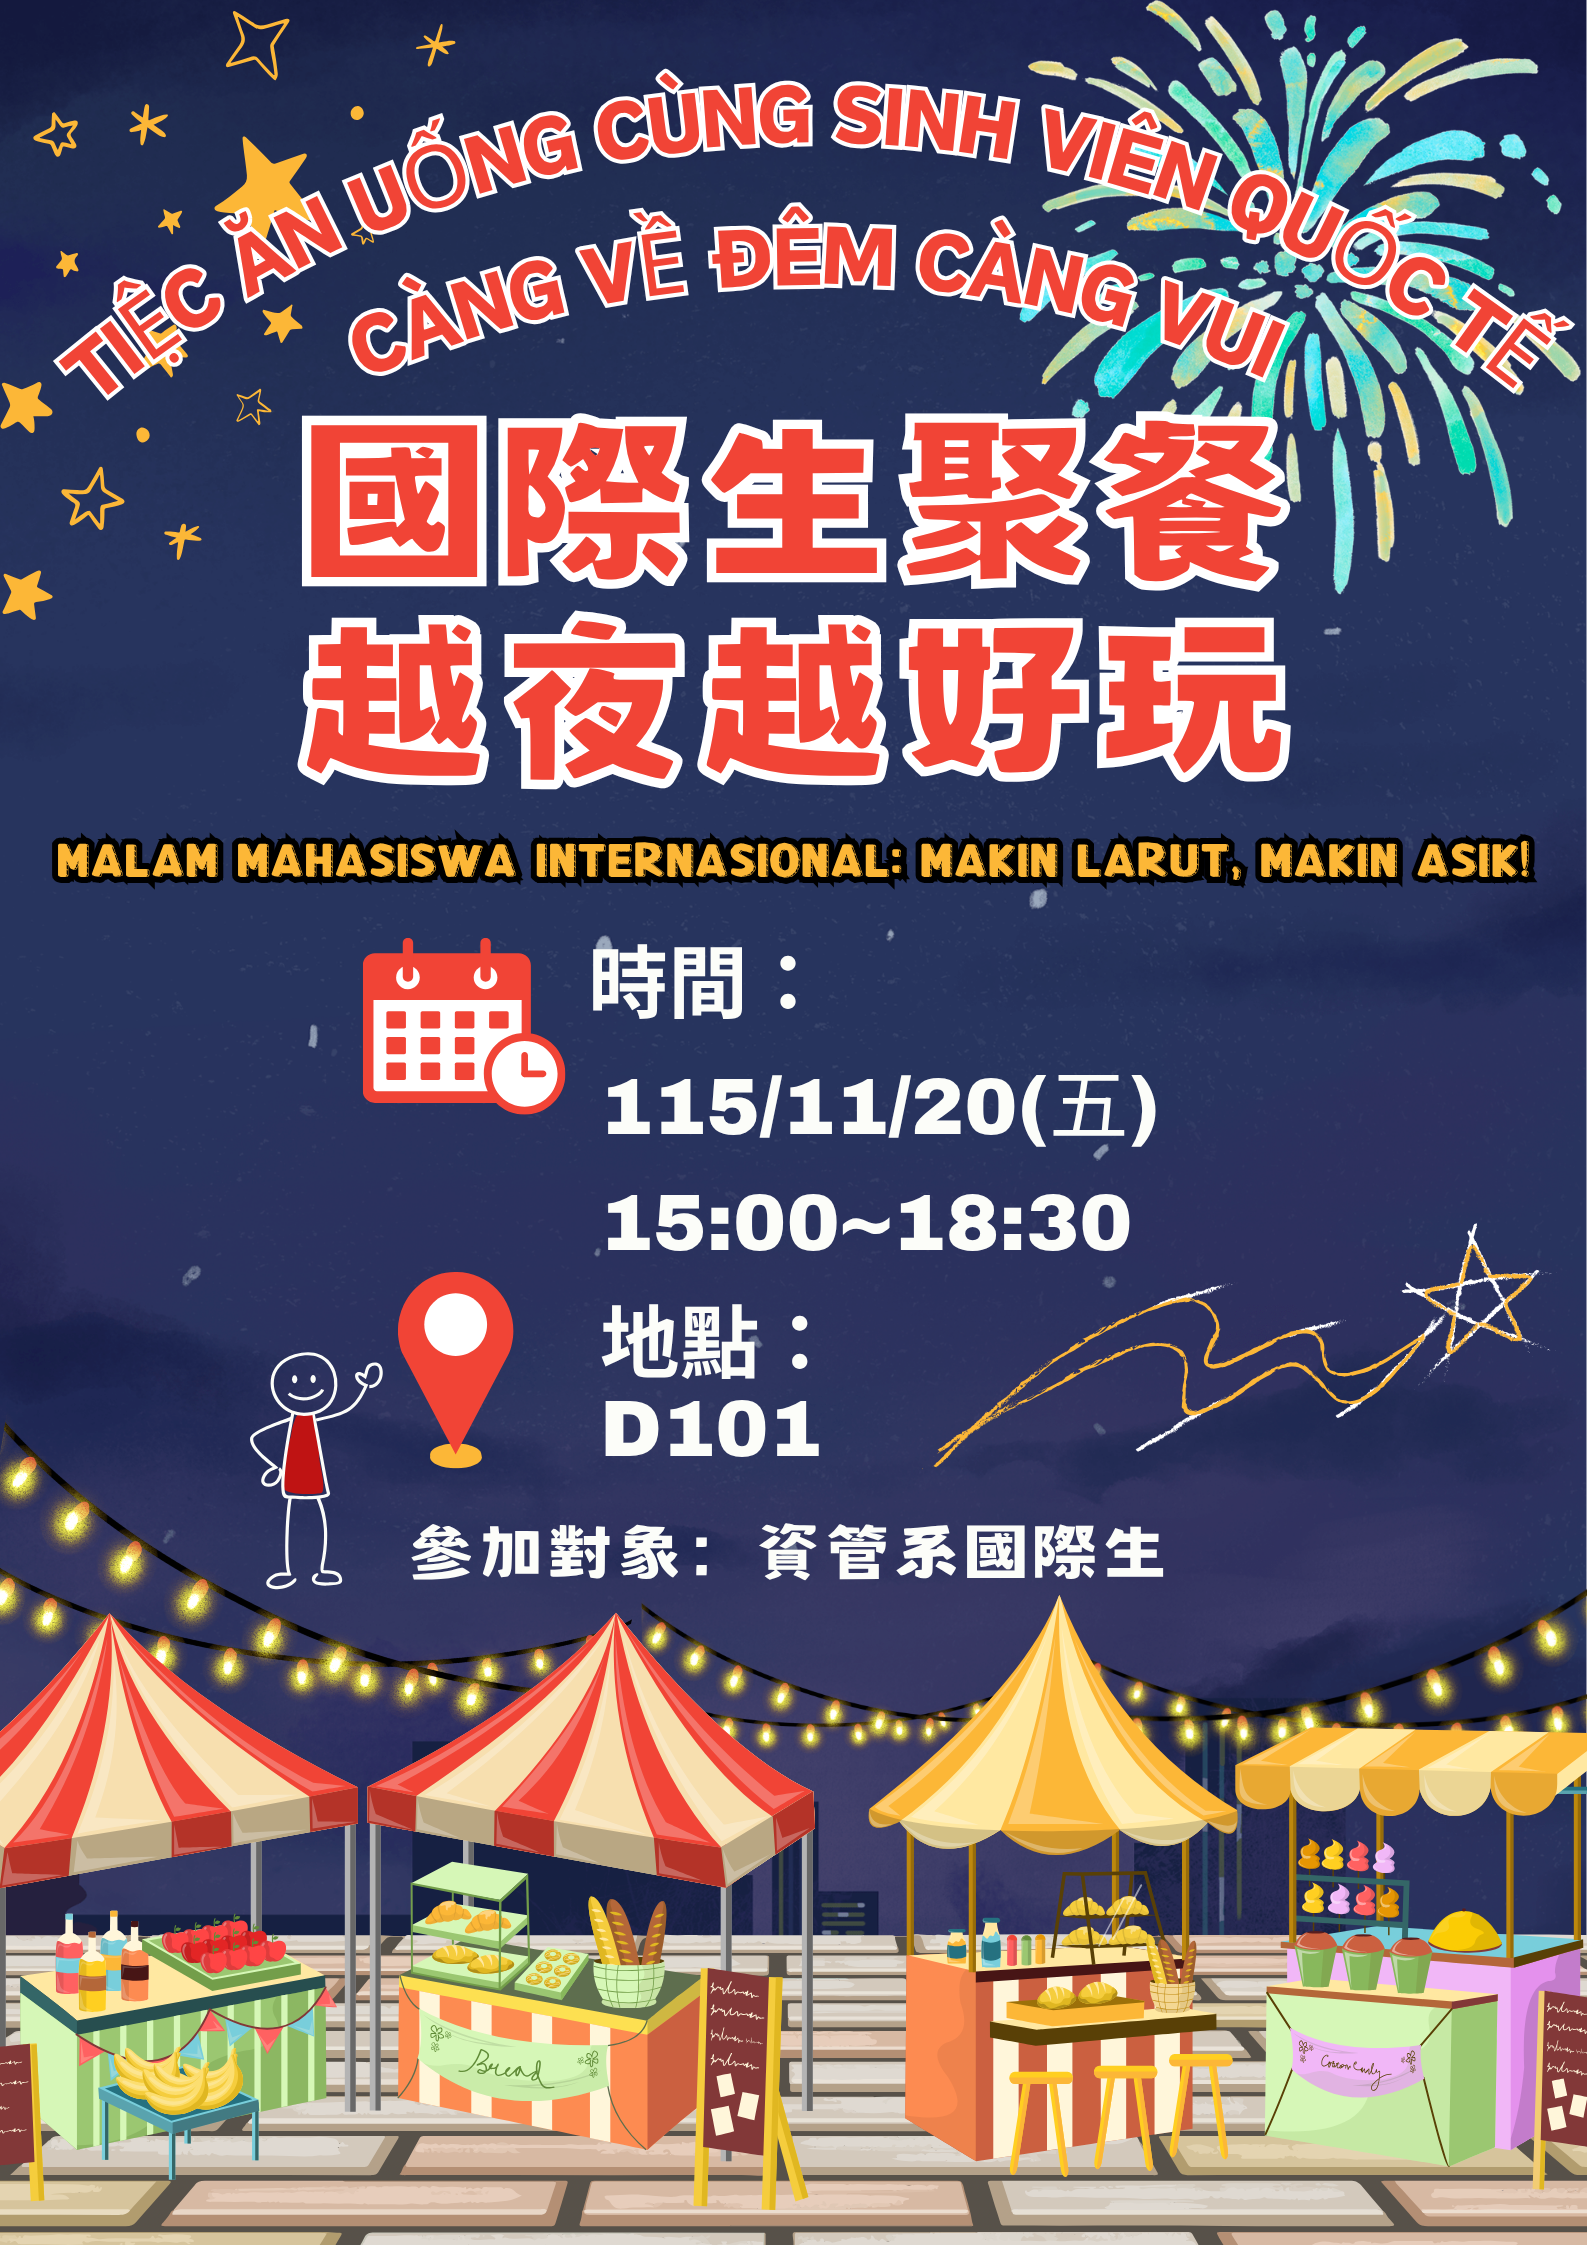 TIỆC ĂN UỐNG CÙNG SINH VIÊN QUỐC TẾ
CÀNG VỀ ĐÊM CÀNG VUI
國際生聚餐
越夜越好玩
MALAM MAHASISWA INTERNASIONAL: MAKIN LARUT, MAKIN ASIK!
時間：
115/11/20(五)
15:00~18:30
地點：
D101
參加對象: 資管系國際生
Bread